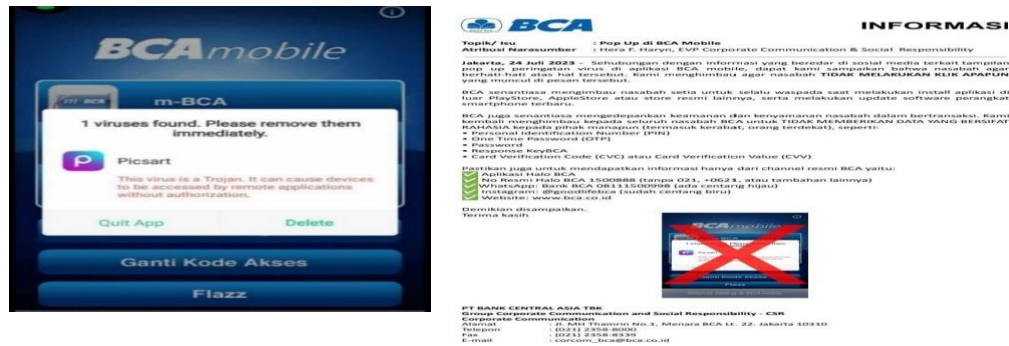 BCA mobile
m-BCA
m-BCA
1 viruses found. Please remove them
immediately.
Picsart
This virus is a Trojan. It can cause devices
to be accessed by remote applications
without authorization.
Quit App
Delete
Ganti Kode Akses
Flazz
BCA
INFORMASI
Topik/ Isu : Pop Up di BCA Mobile
Atribusi Narasumber : Hera F. Haryn, EVP Corporate Communication & Social Responsibility
Jakarta, 24 Juli 2023 - Sehubungan dengan informasi yang beredar di sosial media terkait tampilan
pop up peringatan virus di aplikasi BCA mobile, dapat kami sampaikan bahwa nasabah agar
berhati-hati atas hal tersebut. Kami menghimbau agar nasabah TIDAK MELAKUKAN KLIK APAPUN
yang muncul di pesan tersebut.
BCA senantiasa mengimbau nasabah setia untuk selalu waspada saat melakukan install aplikasi di
luar PlayStore, AppleStore atau store resmi lainnya, serta melakukan update software perangkat
smartphone terbaru.
BCA juga senantiasa mengedepankan keamanan dan kenyamanan nasabah dalam bertransaksi. Kami
kembali menghimbau kepada seluruh nasabah BCA untuk TIDAK MEMBERIKAN DATA YANG BERSIFAT
RAHASIA kepada pihak manapun (termasuk kerabat, orang terdekat), seperti:
• Personal Identification Number (PIN)
• One Time Password (OTP)
• Password
• Response KeyBCA
• Card Verification Code (CVC) atau Card Verification Value (CVV)
Pastikan juga untuk mendapatkan informasi hanya dari channel resmi BCA yaitu:
Aplikasi Halo BCA
No Resmi Halo BCA 1500888 (tanpa 021, +0621, atau tambahan lainnya)
WhatsApp: Bank BCA 08111500998 (ada centang hijau)
Instagram: @goodlifebca (sudah centang biru)
Website: www.bca.co.id
Demikian disampaikan.
Terima kasih
BCA mobile
Ganti Kode Akses
Flazz
PT BANK CENTRAL ASIA TBK
Group Corporate Communication and Social Responsibility - CSR
Corporate Communication
Alamat : Jl. MH Thamrin No.1, Menara BCA Lt. 22. Jakarta 10310
Telepon : (021) 2358-8000
Fax : (021) 2358-8339
E-mail : corcom_bca@bca.co.id